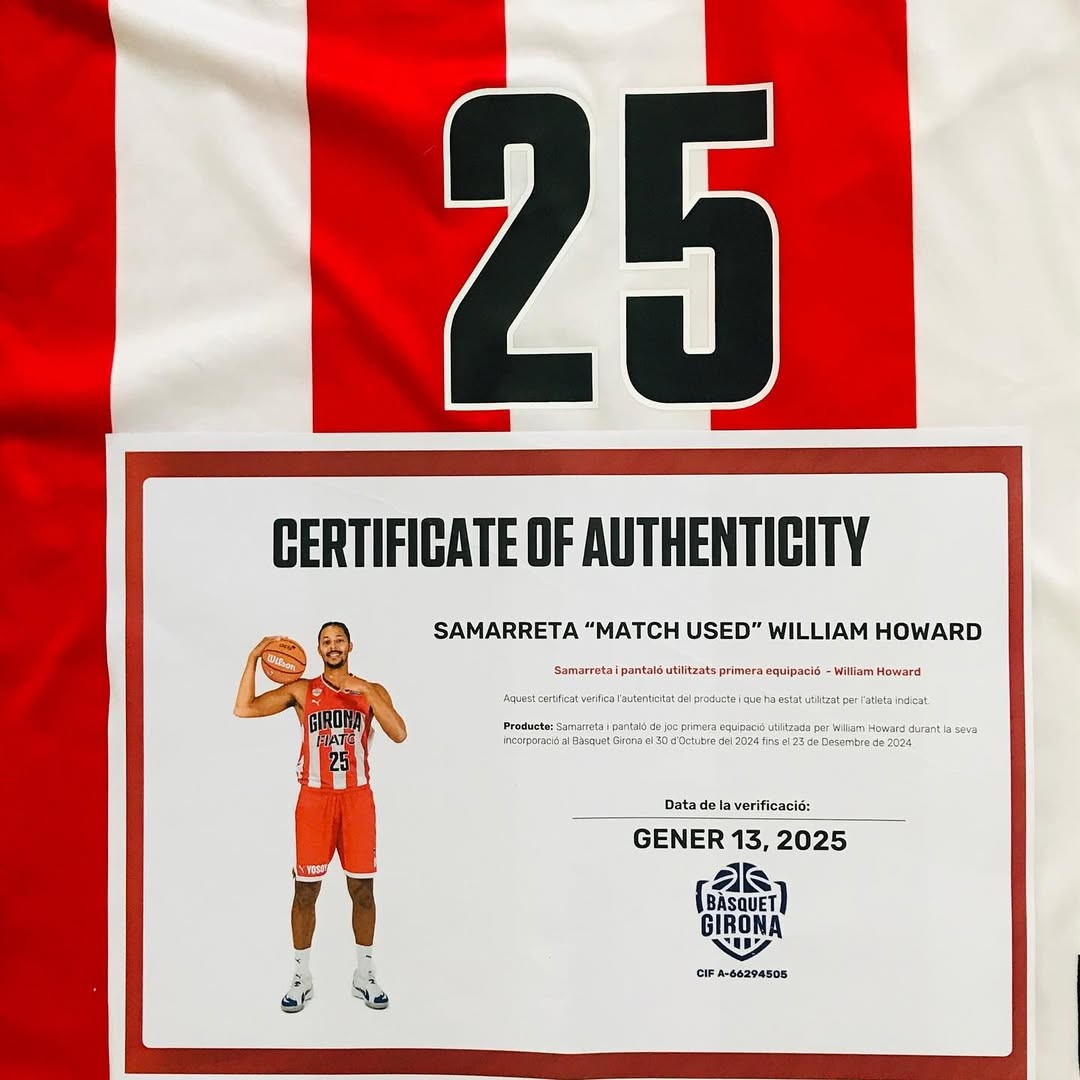 25
CERTIFICATE OF AUTHENTICITY
SAMARRETA “MATCH USED” WILLIAM HOWARD
Samarreta i pantaló utilitzats primera equipació - William Howard
Aquest certificat verifica l'autenticitat del producte i que ha estat utilitzat per l'atleta indicat.
Producte: Samarreta i pantaló de joc primera equipació utilitzada per William Howard durant la seva
incorporació al Bàsquet Girona el 30 d'Octubre del 2024 fins el 23 de Desembre de 2024
Wilson
GIRONA
25
YOSOY
Data de la verificació:
GENER 13, 2025
BÀSQUET
GIRONA
CIF A-66294505